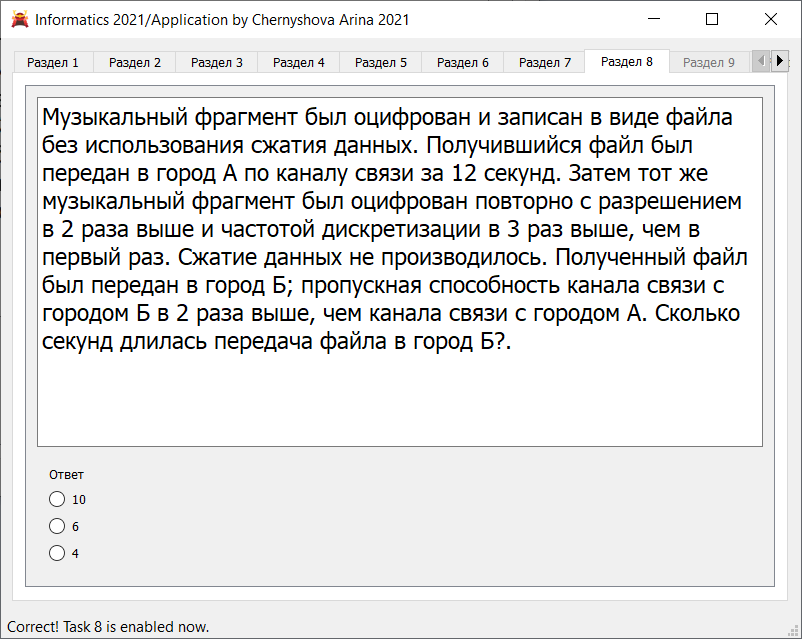 Informatics 2021/Application by Chernyshova Arina 2021
Раздел 1 Раздел 2 Раздел 3 Раздел 4 Раздел 5 Раздел 6 Раздел 7 Раздел 8 Раздел 9
Музыкальный фрагмент был оцифрован и записан в виде файла
без использования сжатия данных. Получившийся файл был
передан в город А по каналу связи за 12 секунд. Затем тот же
музыкальный фрагмент был оцифрован повторно с разрешением
в 2 раза выше и частотой дискретизации в 3 раз выше, чем в
первый раз. Сжатие данных не производилось. Полученный файл
был передан в город Б; пропускная способность канала связи с
городом Б в 2 раза выше, чем канала связи с городом А. Сколько
секунд длилась передача файла в город Б?.
Ответ
10
6
4
Correct! Task 8 is enabled now.